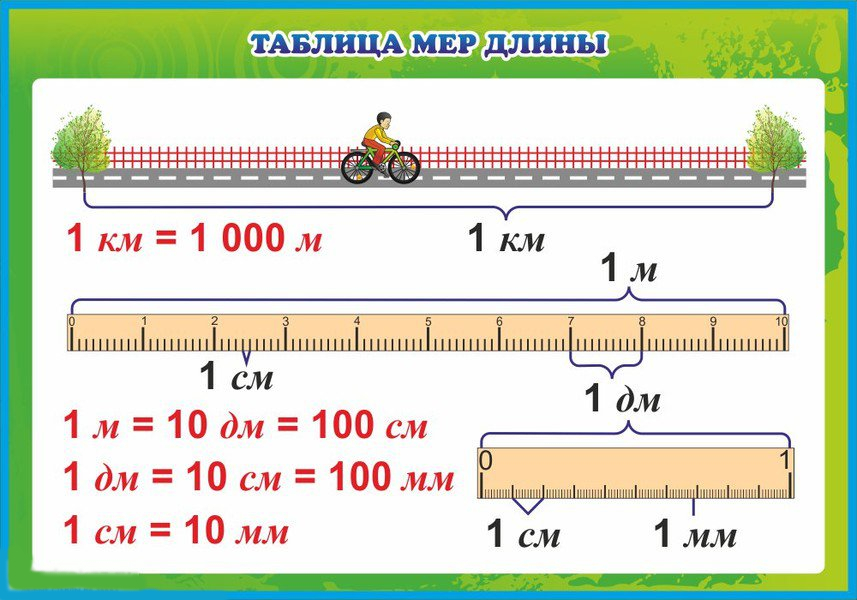 ТАБЛИЦА МЕР ДЛИНЫ
1 км = 1 000 м
1 км
1 м
0 1 2 3 4 5 6 7 8 9 10
1 см
1 дм
1 м = 10 дм = 100 см
0 1
1 дм = 10 см = 100 мм
1 см = 10 мм
1 см
1 мм